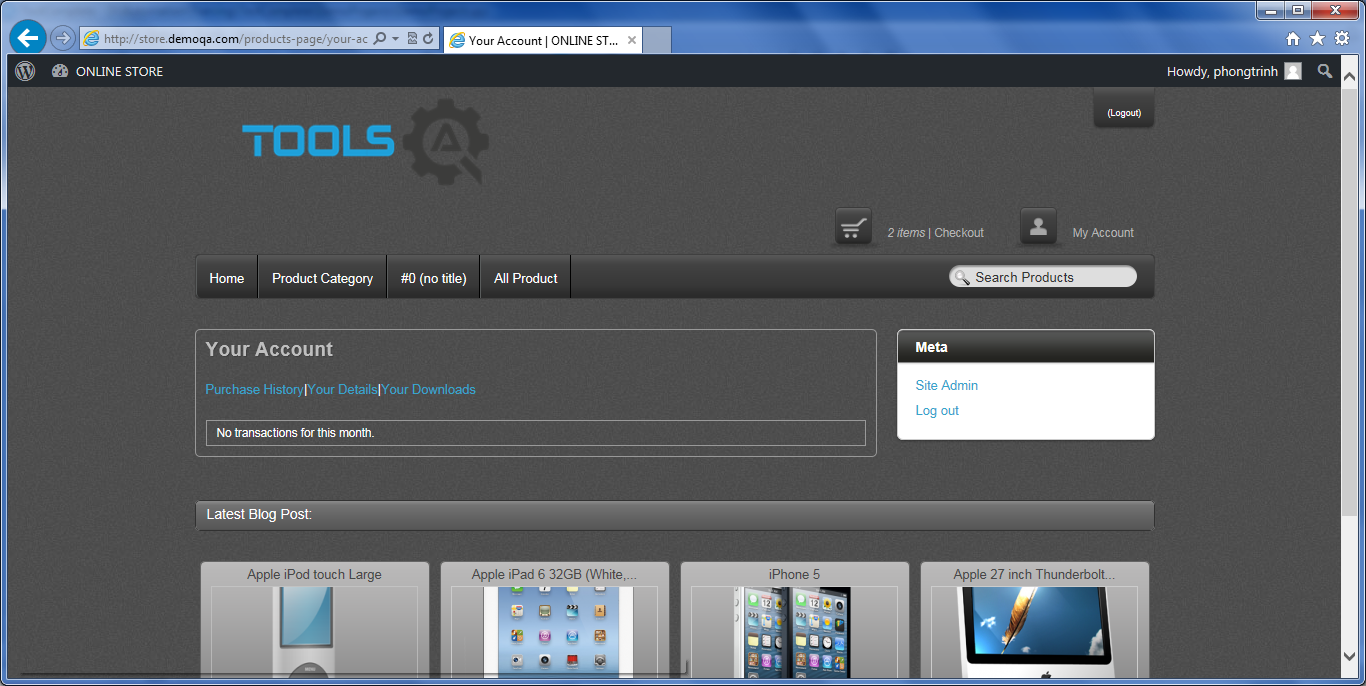 http://store.demoqa.com/products-page/your-ac
Your Account | ONLINE ST...
ONLINE STORE
Howdy, phongtrinh
(Logout)
TOOLS
2 items | Checkout
My Account
Home
Product Category
#0 (no title)
All Product
Search Products
Your Account
Purchase History|Your Details|Your Downloads
No transactions for this month.
Meta
Site Admin
Log out
Latest Blog Post:
Apple iPod touch Large
Apple iPad 6 32GB (White,...
iPhone 5
Apple 27 inch Thunderbolt...